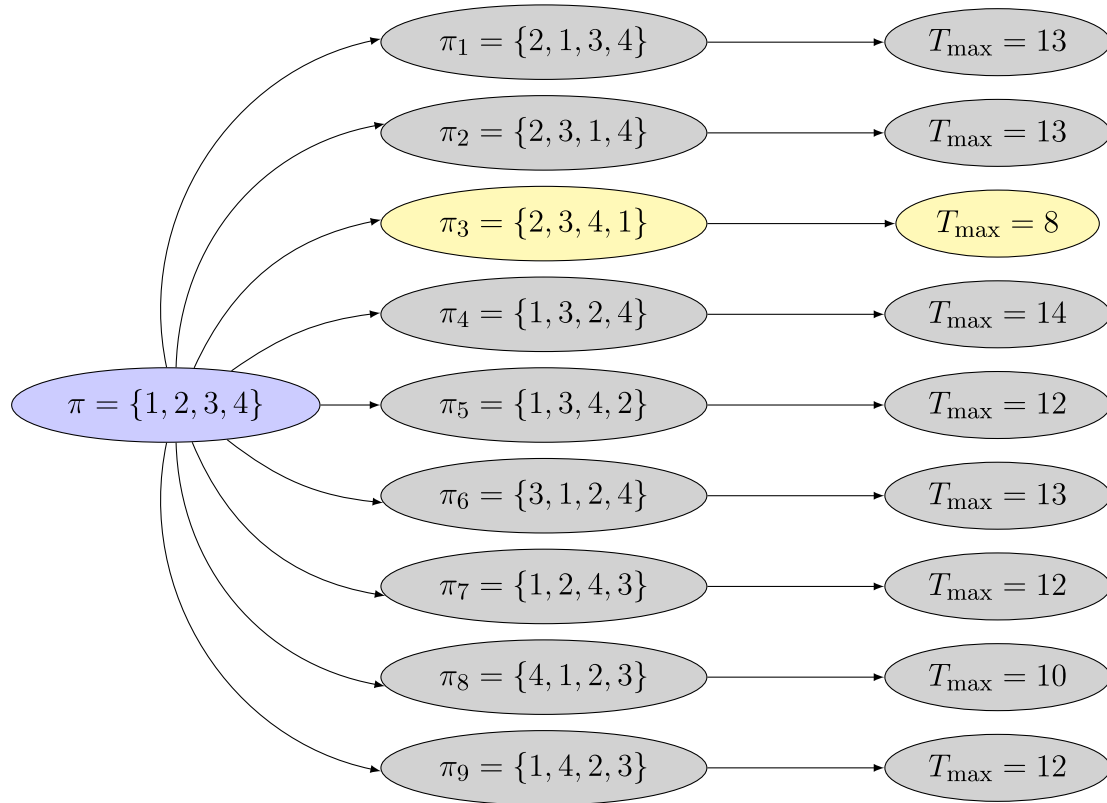 π₁ = {2, 1, 3, 4} T_max = 13
π₂ = {2, 3, 1, 4} T_max = 13
π₃ = {2, 3, 4, 1} T_max = 8
π₄ = {1, 3, 2, 4} T_max = 14
π = {1, 2, 3, 4} π₅ = {1, 3, 4, 2} T_max = 12
π₆ = {3, 1, 2, 4} T_max = 13
π₇ = {1, 2, 4, 3} T_max = 12
π₈ = {4, 1, 2, 3} T_max = 10
π₉ = {1, 4, 2, 3} T_max = 12